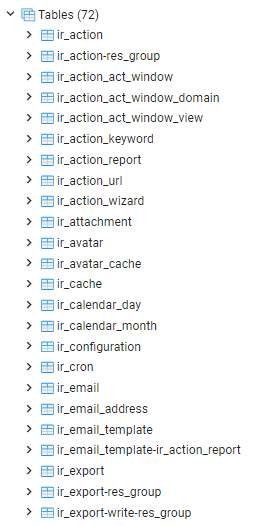 Tables (72)
ir_action
ir_action-res_group
ir_action_act_window
ir_action_act_window_domain
ir_action_act_window_view
ir_action_keyword
ir_action_report
ir_action_url
ir_action_wizard
ir_attachment
ir_avatar
ir_avatar_cache
ir_cache
ir_calendar_day
ir_calendar_month
ir_configuration
ir_cron
ir_email
ir_email_address
ir_email_template
ir_email_template-ir_action_report
ir_export
ir_export-res_group
ir_export-write-res_group